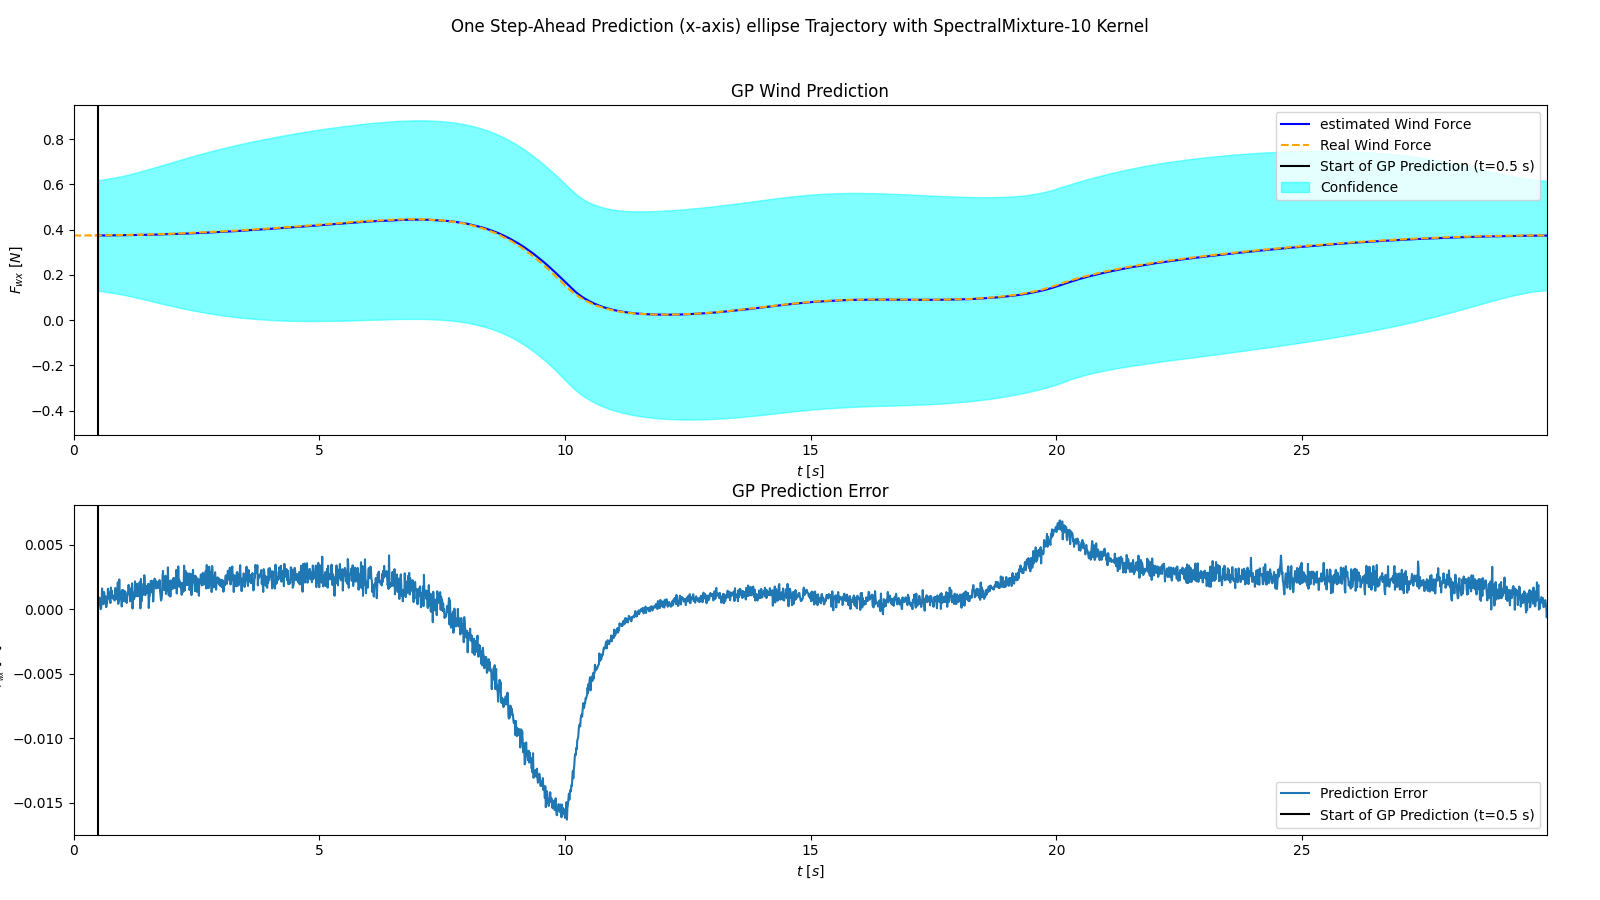 One Step-Ahead Prediction (x-axis) ellipse Trajectory with SpectralMixture-10 Kernel
GP Wind Prediction
estimated Wind Force
Real Wind Force
Start of GP Prediction (t=0.5 s)
Confidence
F_wx [N]
0.8
0.6
0.4
0.2
0.0
−0.2
−0.4
0 5 10 15 20 25
t [s]
GP Prediction Error
0.005
0.000
−0.005
−0.010
−0.015
Prediction Error
Start of GP Prediction (t=0.5 s)
0 5 10 15 20 25
t [s]